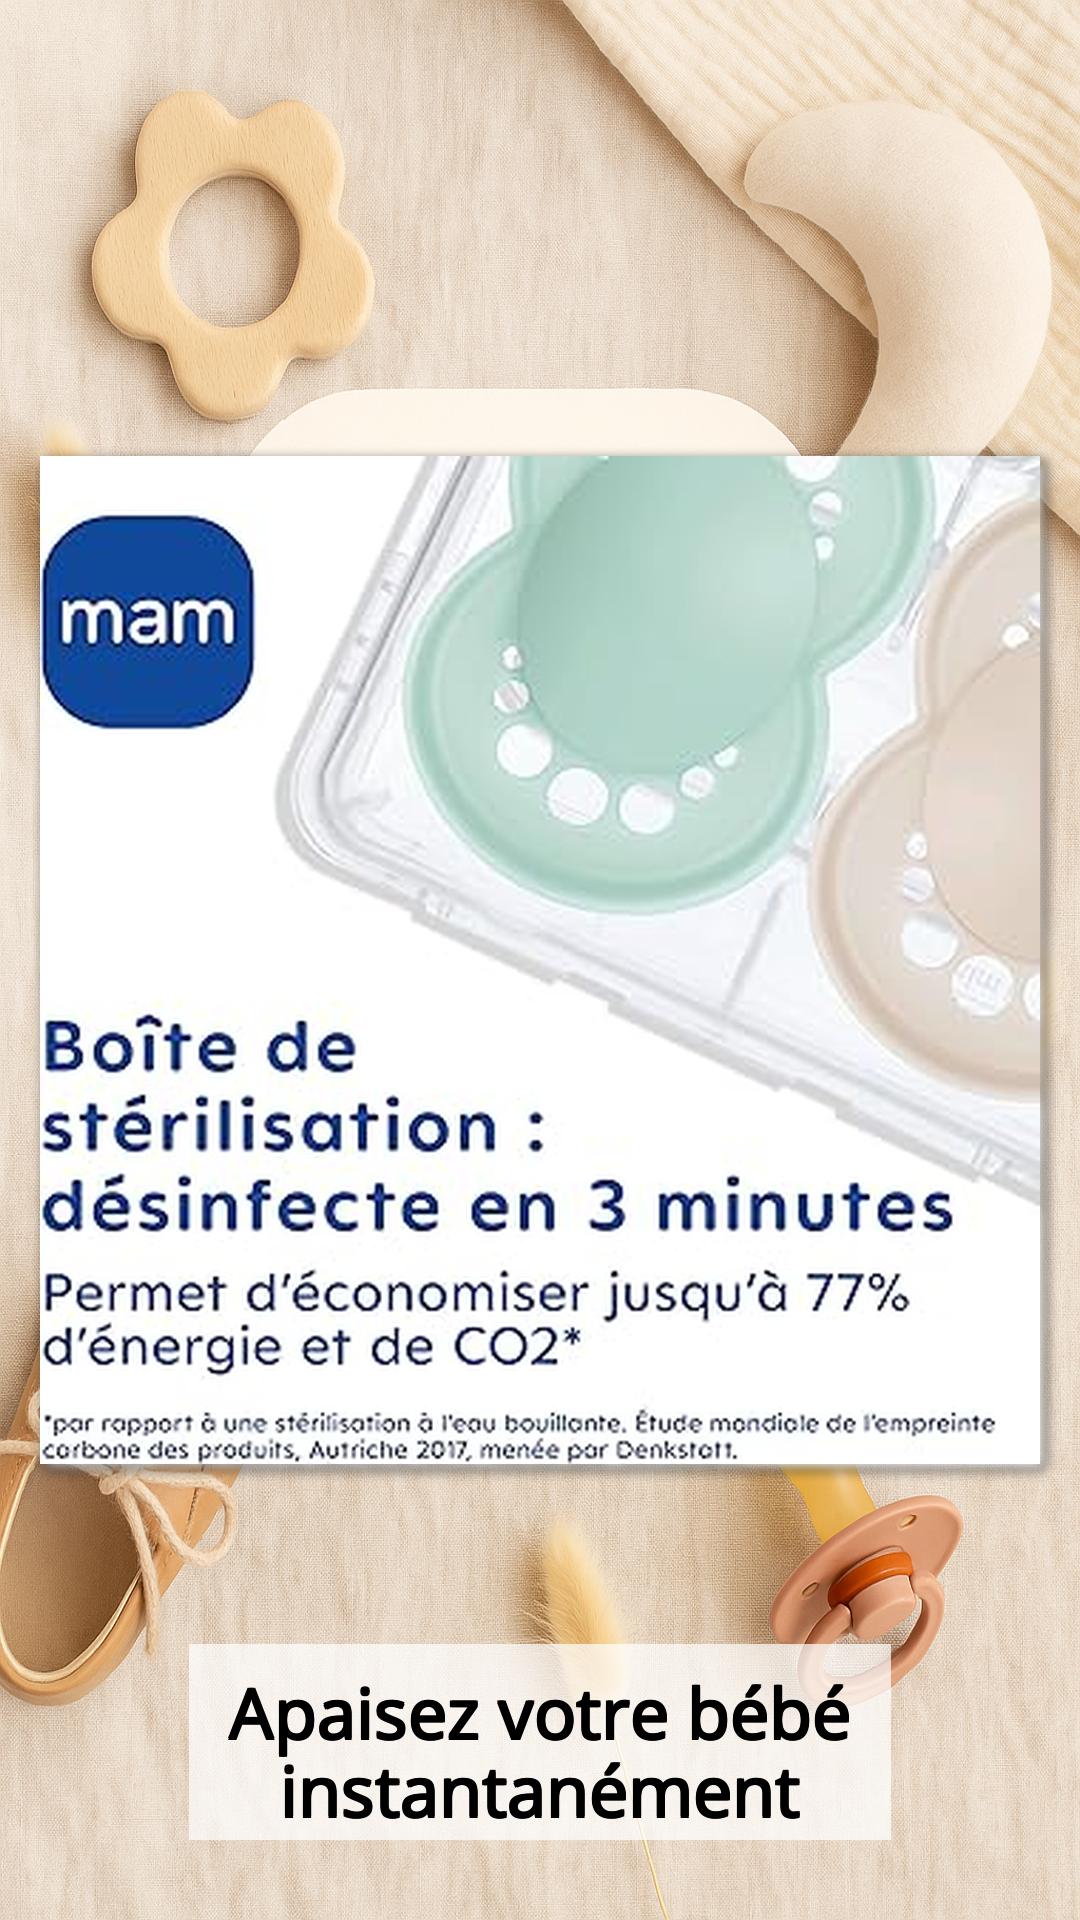 mam
Boîte de
stérilisation :
désinfecte en 3 minutes
Permet d’économiser jusqu’à 77%
d’énergie et de CO2*
*par rapport à une stérilisation à l’eau bouillante. Étude mondiale de l’empreinte
carbone des produits, Autriche 2017, menée par Denkstatt.
Apaisez votre bébé
instantanément